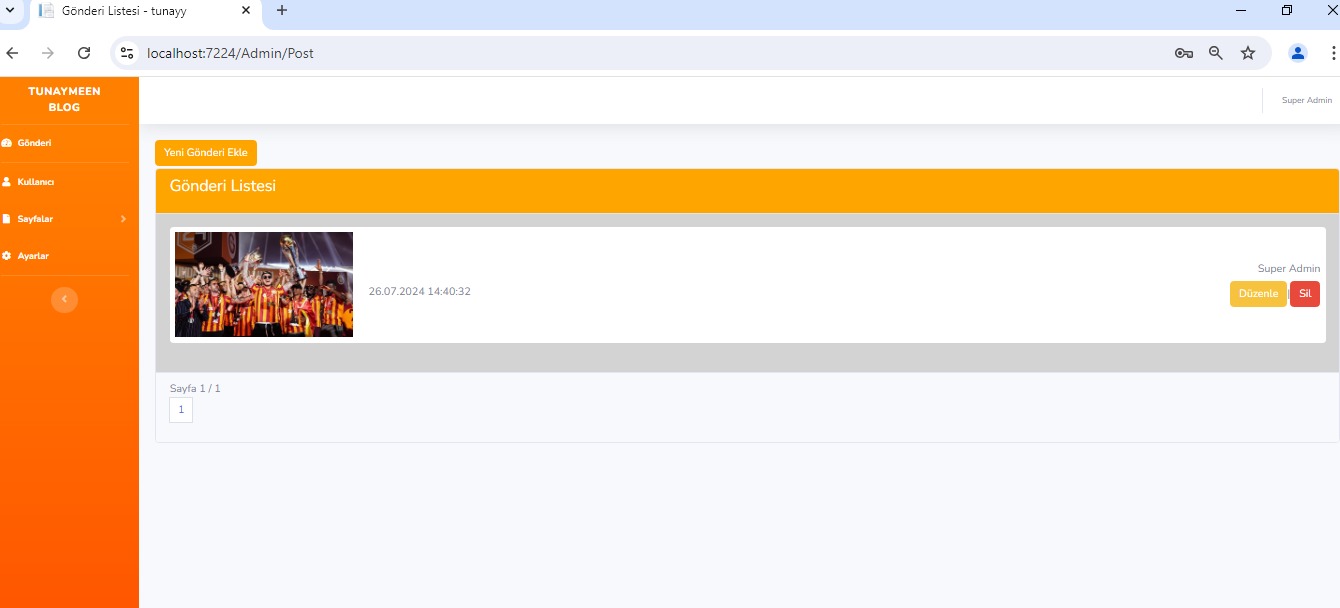 Gönderi Listesi - tunayy
localhost:7224/Admin/Post
TUNAYMEEN
BLOG
Super Admin
Gönderi
Kullanıcı
Sayfalar
Ayarlar
Yeni Gönderi Ekle
Gönderi Listesi
26.07.2024 14:40:32
Super Admin
Düzenle | Sil
Sayfa 1 / 1
1